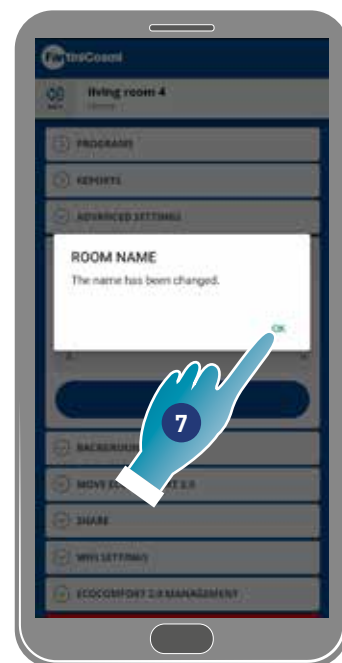 FantiniCosmi
living room 4
PROGRAMS
REPORTS
ADVANCED SETTINGS
ROOM NAME
The name has been changed.
OK
7
SHARE
WIFI SETTINGS
ECOCOMFORT 2.0 MANAGEMENT